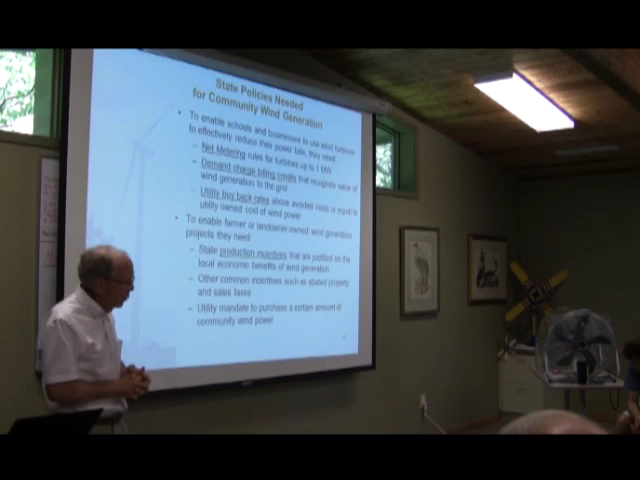 State Policies Needed
for Community Wind Generation
• To enable schools and businesses to use wind turbines
to effectively reduce their power bills, they need:
– Net Metering rules for turbines up to 1 MW
– Demand charge billing credits that recognize value of
wind generation to the grid
– Utility buy back rates above avoided costs or equal to
utility owned cost of wind power
• To enable farmer or landowner-owned wind generation
projects they need
– State production incentives that are justified on the
local economic benefits of wind generation.
– Other common incentives such as abated property
and sales taxes
– Utility mandate to purchase a certain amount of
community wind power